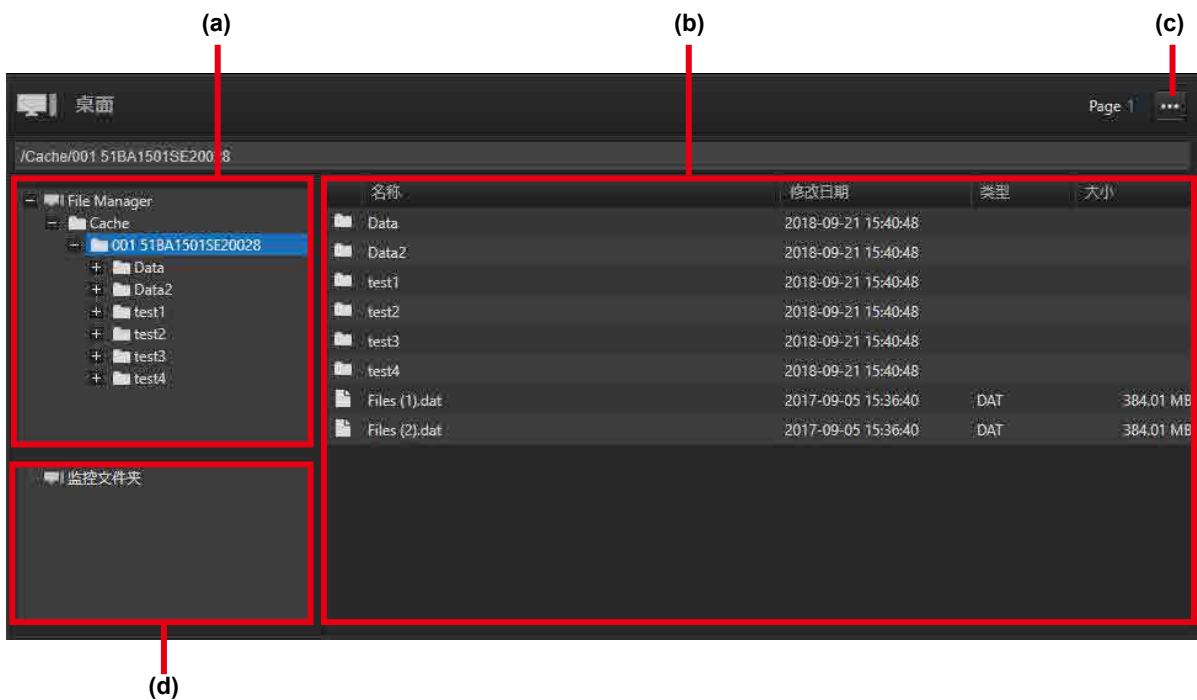 (a) (b) (c)
桌面 Page 1 ...
/Cache/001 51BA1501SE20028
File Manager
Cache
001 51BA1501SE20028
Data
Data2
test1
test2
test3
test4
名称 修改日期 类型 大小
Data 2018-09-21 15:40:48
Data2 2018-09-21 15:40:48
test1 2018-09-21 15:40:48
test2 2018-09-21 15:40:48
test3 2018-09-21 15:40:48
test4 2018-09-21 15:40:48
Files (1).dat 2017-09-05 15:36:40 DAT 384.01 MB
Files (2).dat 2017-09-05 15:36:40 DAT 384.01 MB
监控文件夹
(d)